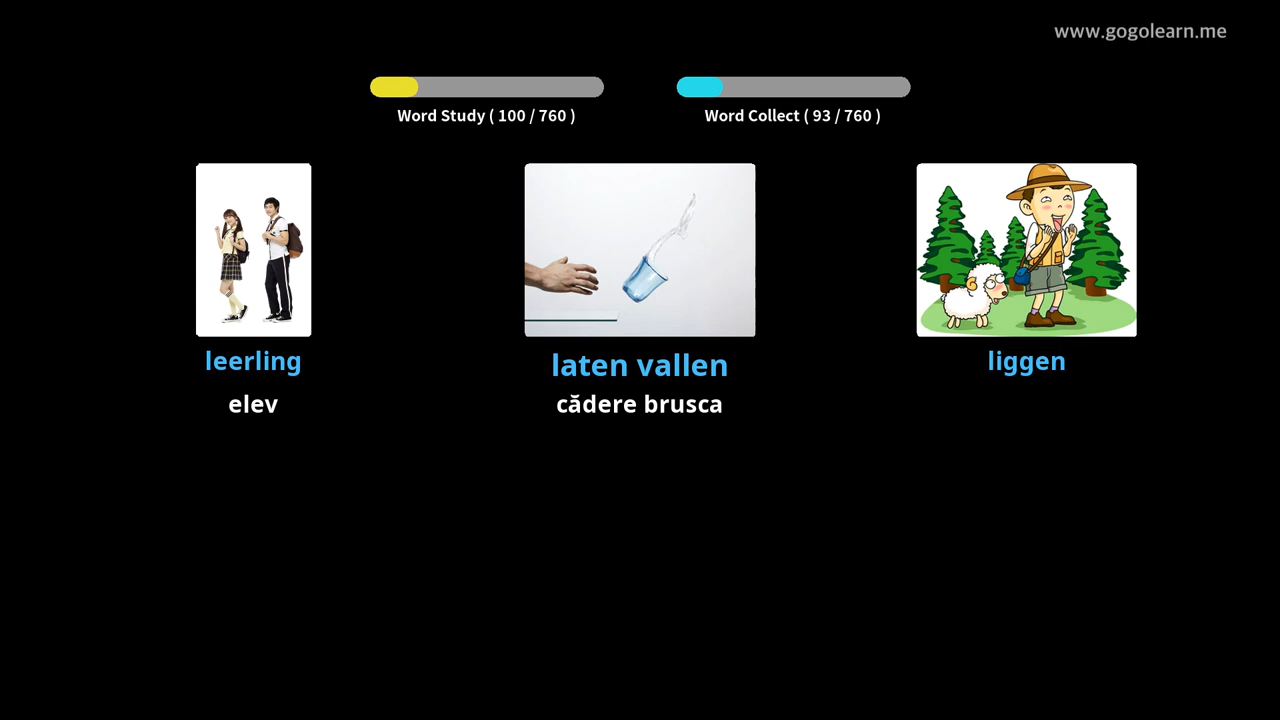 www.gogolearn.me
Word Study ( 100 / 760 )
Word Collect ( 93 / 760 )
leerling
elev
laten vallen
cădere brusca
liggen